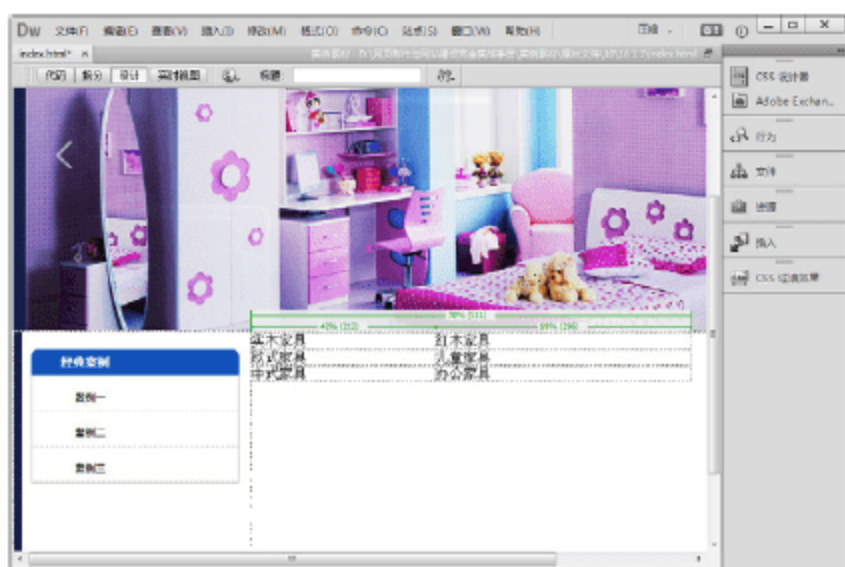 Dw 文件(F) 编辑(E) 查看(V) 插入(I) 修改(M) 格式(O) 命令(C) 站点(S) 窗口(W) 帮助(H)
index.html* ×
代码 拆分 设计 实时视图 标题:
CSS 设计器
Adobe Exchan...
行为
文件
资源
插入
CSS 过渡效果
经典案例
案例一
案例二
案例三
实木家具 红木家具
欧式家具 儿童家具
中式家具 办公家具